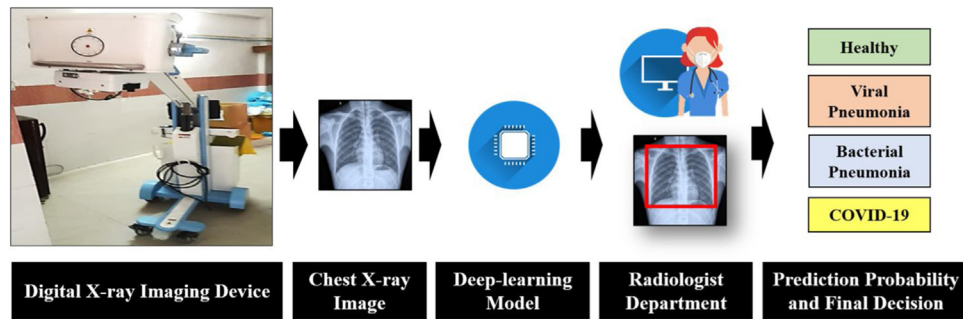 Healthy
Viral
Pneumonia
Bacterial
Pneumonia
COVID-19
Digital X-ray Imaging Device
Chest X-ray
Image
Deep-learning
Model
Radiologist
Department
Prediction Probability
and Final Decision